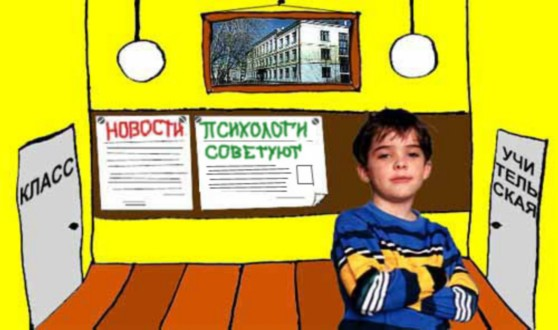 НОВОСТИ
ПСИХОЛОГИ
СОВЕТУЮТ
КЛАСС
УЧИ
ТЕЛЬ
СКАЯ